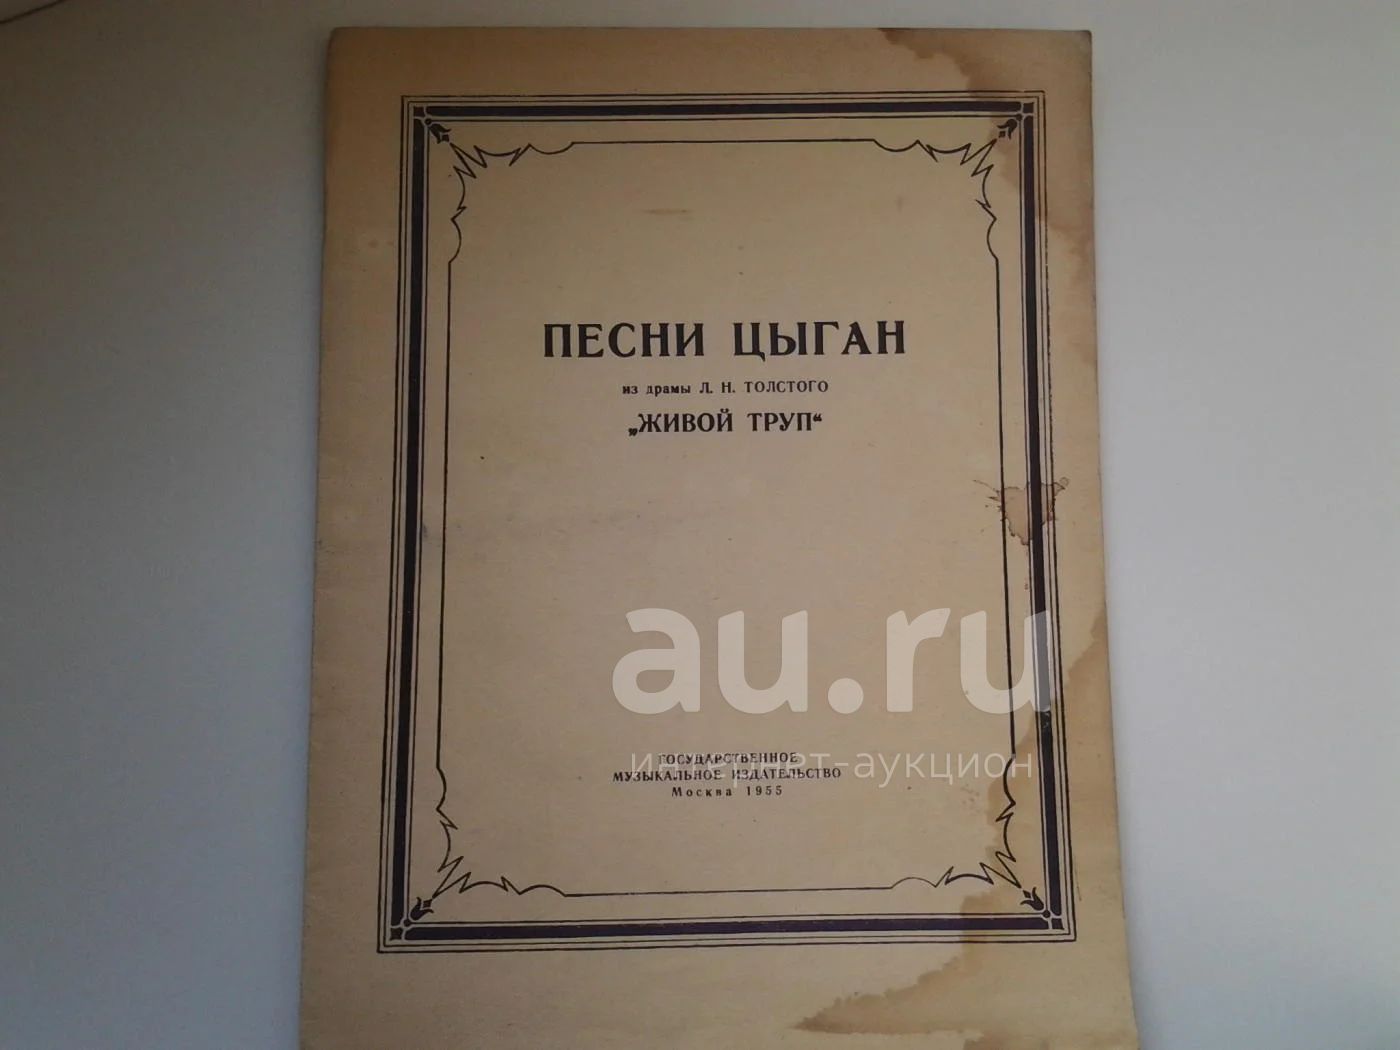 ПЕСНИ ЦЫГАН
из драмы Л. Н. ТОЛСТОГО
„ЖИВОЙ ТРУП“
au.ru
интернет-аукцион
ГОСУДАРСТВЕННОЕ
МУЗЫКАЛЬНОЕ ИЗДАТЕЛЬСТВО
Москва 1955